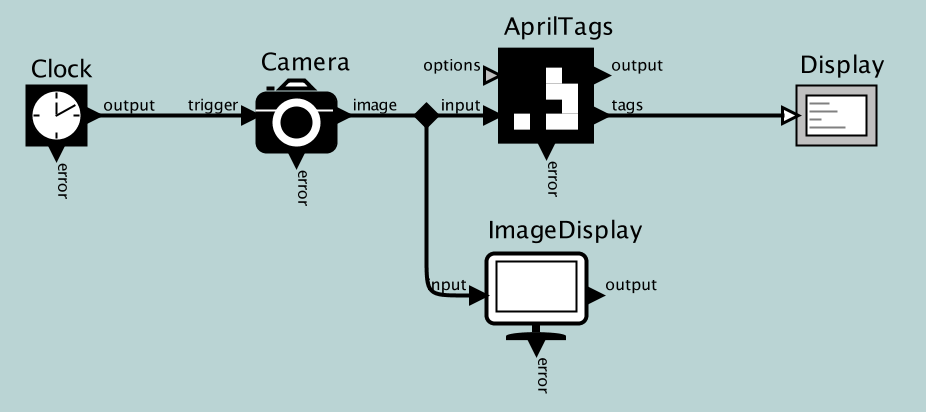 AprilTags
Clock
Camera
options
output
Display
output
trigger
image
input
tags
error
error
error
ImageDisplay
input
output
error